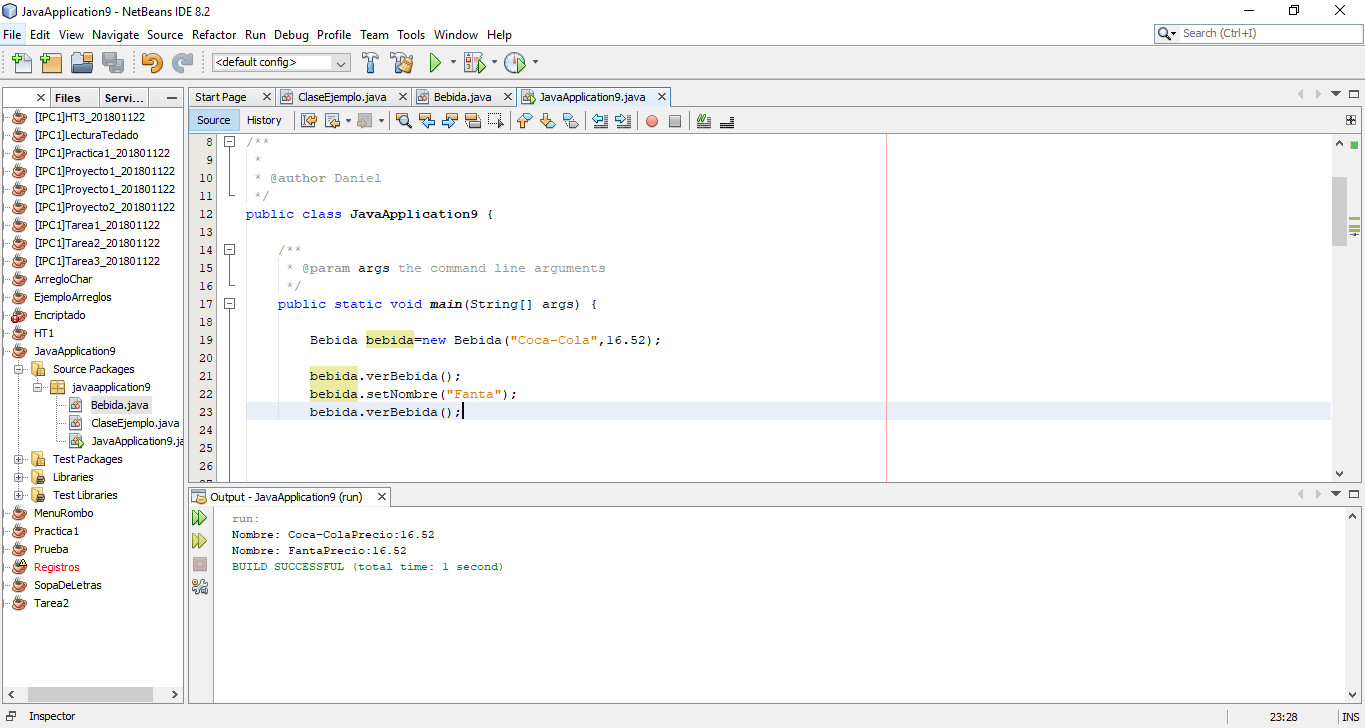 JavaApplication9 - NetBeans IDE 8.2
File Edit View Navigate Source Refactor Run Debug Profile Team Tools Window Help
Search (Ctrl+I)
<default config>
Files Servi...
[IPC1]HT3_201801122
[IPC1]LecturaTeclado
[IPC1]Practica1_201801122
[IPC1]Proyecto1_201801122
[IPC1]Proyecto1_201801122
[IPC1]Proyecto2_201801122
[IPC1]Tarea1_201801122
[IPC1]Tarea2_201801122
[IPC1]Tarea3_201801122
ArregloChar
EjemploArreglos
Encriptado
HT1
JavaApplication9
Source Packages
javaapplication9
Bebida.java
ClaseEjemplo.java
JavaApplication9.ja
Test Packages
Libraries
Test Libraries
MenuRombo
Practica1
Prueba
Registros
SopaDeLetras
Tarea2
Start Page ClaseEjemplo.java Bebida.java JavaApplication9.java
Source History
8 /**
9 *
10 * @author Daniel
11 */
12 public class JavaApplication9 {
13
14 /**
15 * @param args the command line arguments
16 */
17 public static void main(String[] args) {
18
19 Bebida bebida=new Bebida("Coca-Cola",16.52);
20
21 bebida.verBebida();
22 bebida.setNombre("Fanta");
23 bebida.verBebida();
24
25
26
Output - JavaApplication9 (run)
run:
Nombre: Coca-ColaPrecio:16.52
Nombre: FantaPrecio:16.52
BUILD SUCCESSFUL (total time: 1 second)
Inspector
23:28 INS